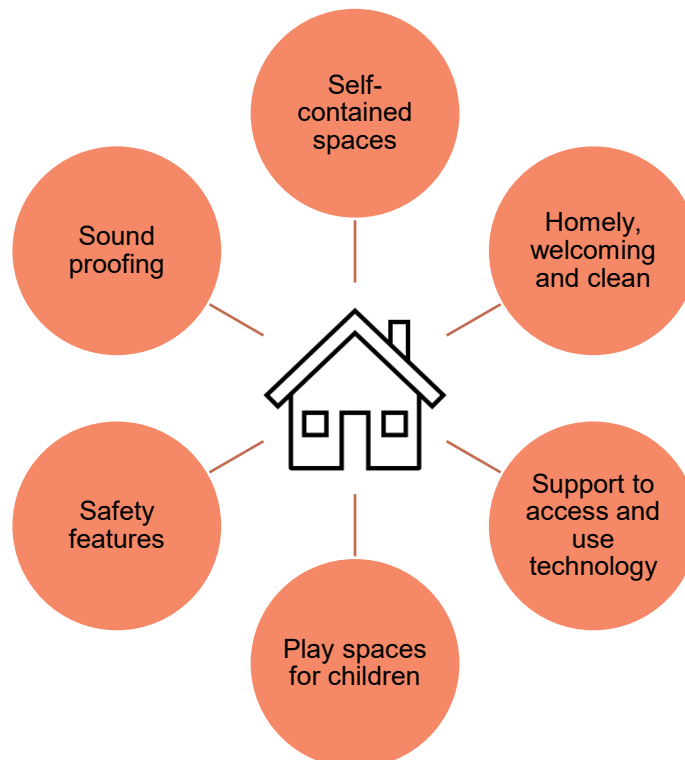 Self-
contained
spaces
Homely,
welcoming
and clean
Support to
access and
use
technology
Play spaces
for children
Safety
features
Sound
proofing